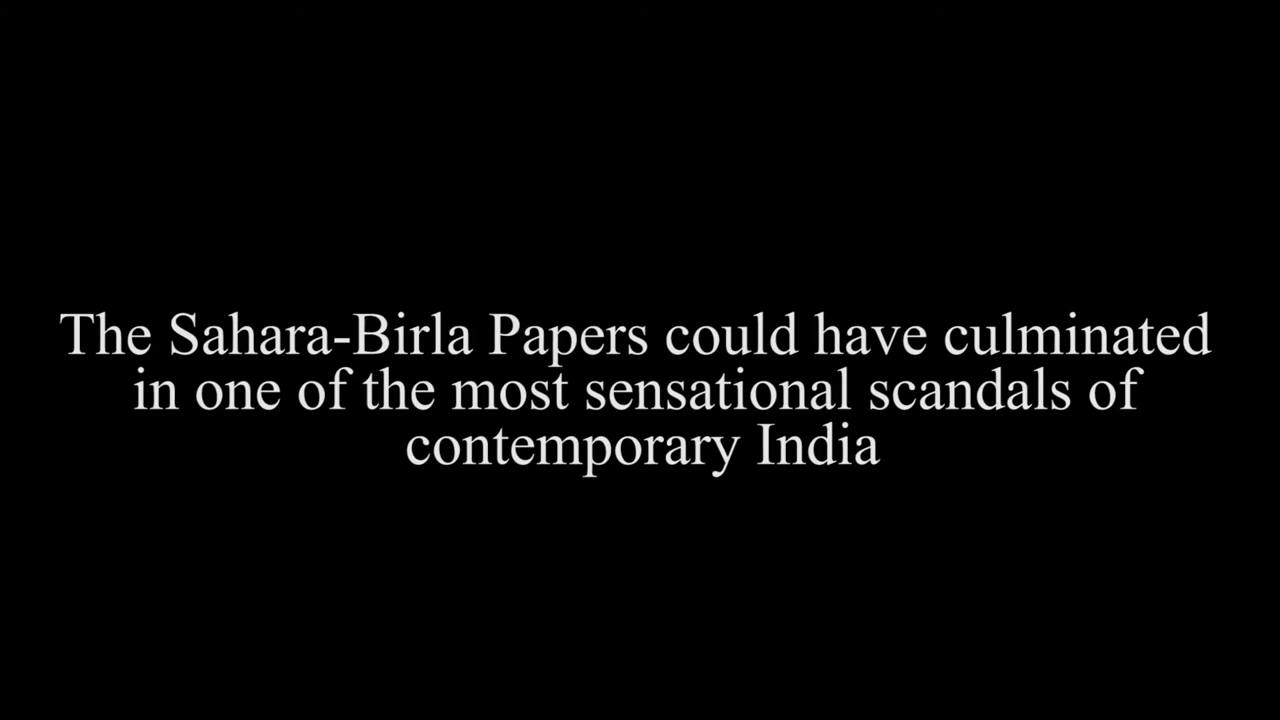 The Sahara-Birla Papers could have culminated
in one of the most sensational scandals of
contemporary India